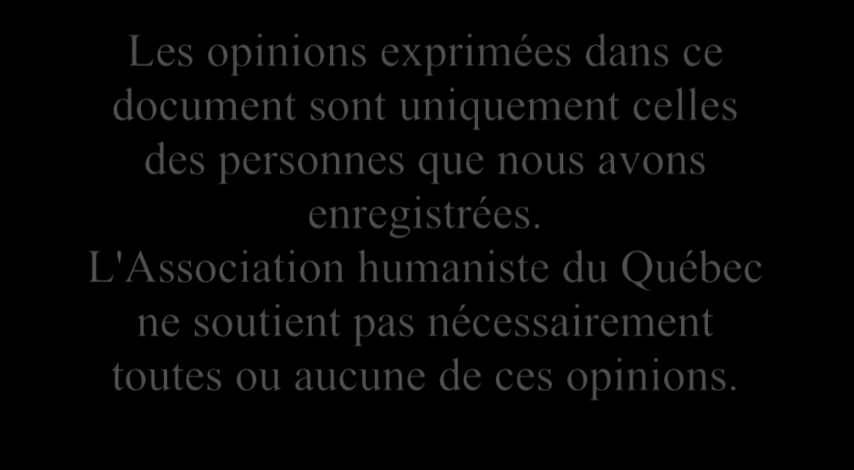 Les opinions exprimées dans ce
document sont uniquement celles
des personnes que nous avons
enregistrées.
L'Association humaniste du Québec
ne soutient pas nécessairement
toutes ou aucune de ces opinions.